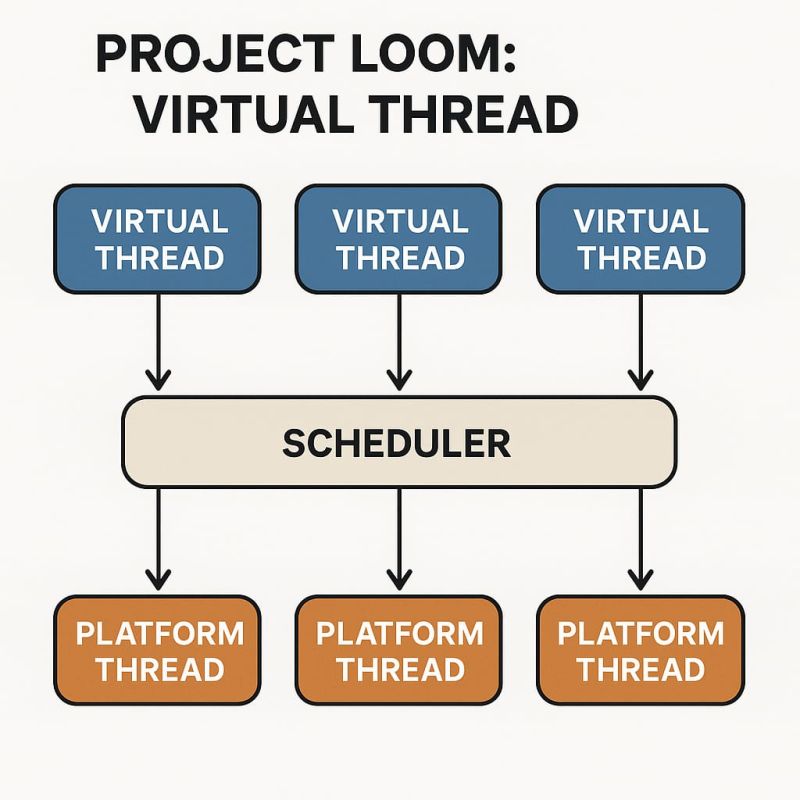 PROJECT LOOM:
VIRTUAL THREAD
VIRTUAL
THREAD
VIRTUAL
THREAD
VIRTUAL
THREAD
SCHEDULER
PLATFORM
THREAD
PLATFORM
THREAD
PLATFORM
THREAD